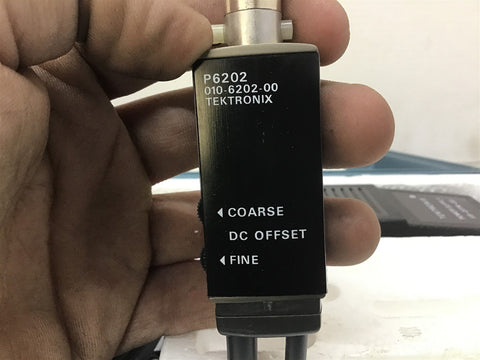 P6202
010-6202-00
TEKTRONIX
COARSE
DC OFFSET
FINE